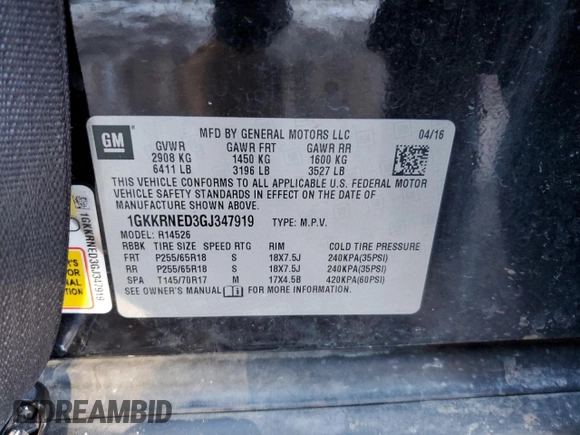 GM
MFD BY GENERAL MOTORS LLC
04/16
GVWR GAWR FRT GAWR RR
2908 KG 1450 KG 1600 KG
6411 LB 3196 LB 3527 LB
THIS VEHICLE CONFORMS TO ALL APPLICABLE U.S. FEDERAL MOTOR
VEHICLE SAFETY STANDARDS IN EFFECT ON THE DATE OF
MANUFACTURE SHOWN ABOVE.
1GKKRNED3GJ347919 TYPE: M.P.V.
MODEL: R14526
RBBK TIRE SIZE SPEED RTG RIM COLD TIRE PRESSURE
FRT P255/65R18 S 18X7.5J 240KPA(35PSI)
RR P255/65R18 S 18X7.5J 240KPA(35PSI)
SPA T145/70R17 M 17X4.5B 420KPA(60PSI)
SEE OWNER'S MANUAL FOR MORE INFORMATION.
1GKKRNED3GJ347919
DREAMBID